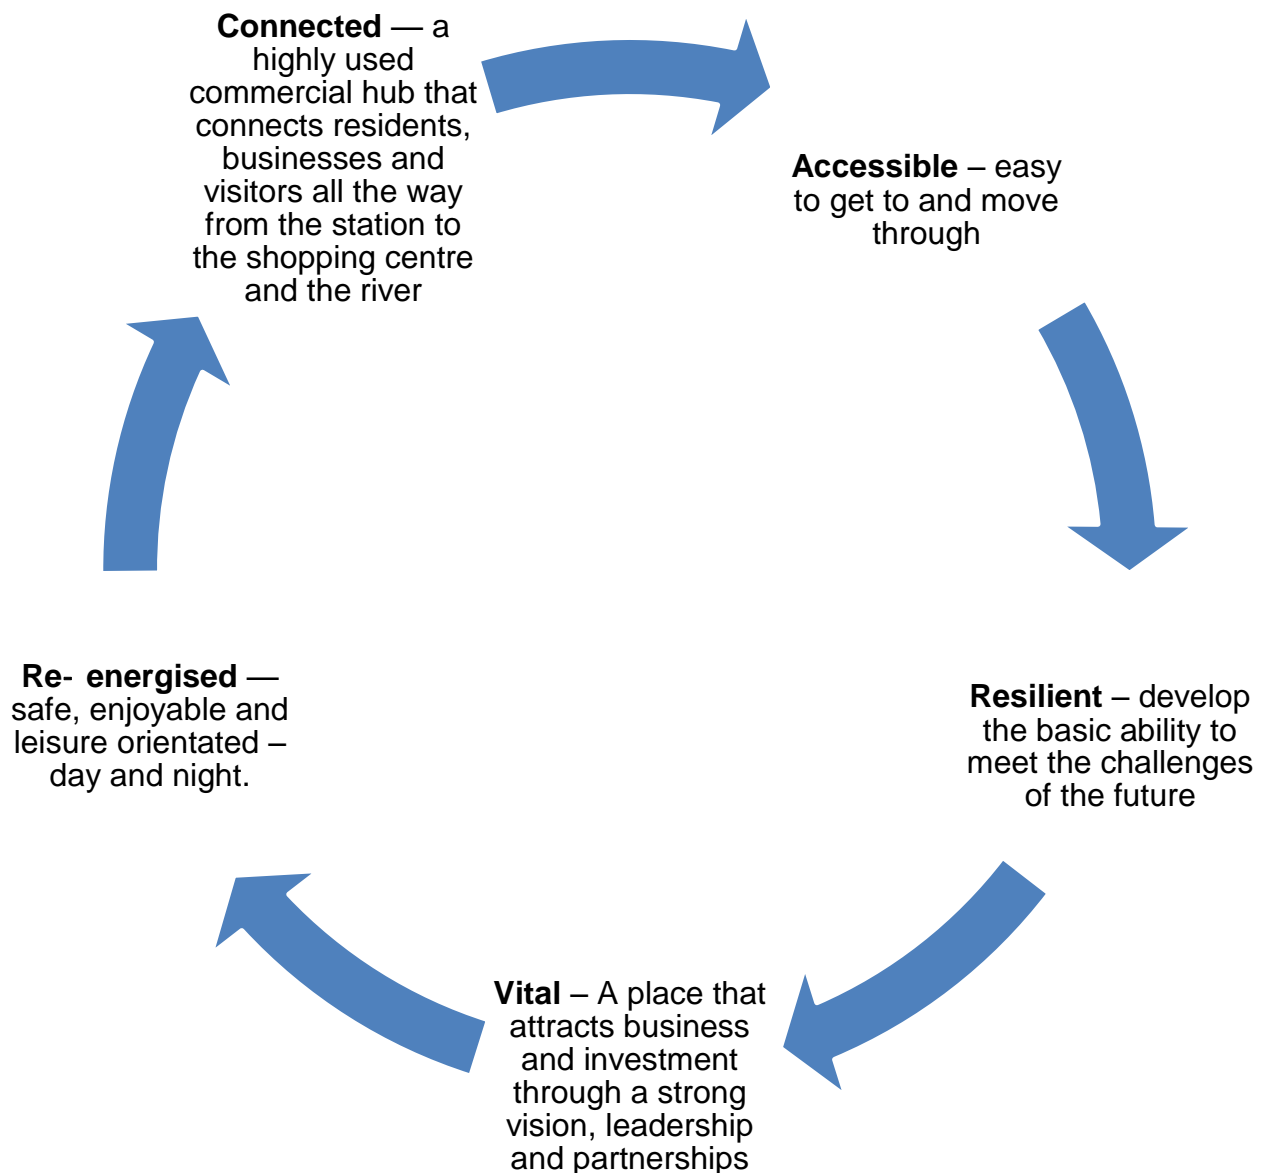 Connected — a
highly used
commercial hub that
connects residents,
businesses and
visitors all the way
from the station to
the shopping centre
and the river
Accessible – easy
to get to and move
through
Resilient – develop
the basic ability to
meet the challenges
of the future
Vital – A place that
attracts business
and investment
through a strong
vision, leadership
and partnerships
Re- energised —
safe, enjoyable and
leisure orientated –
day and night.